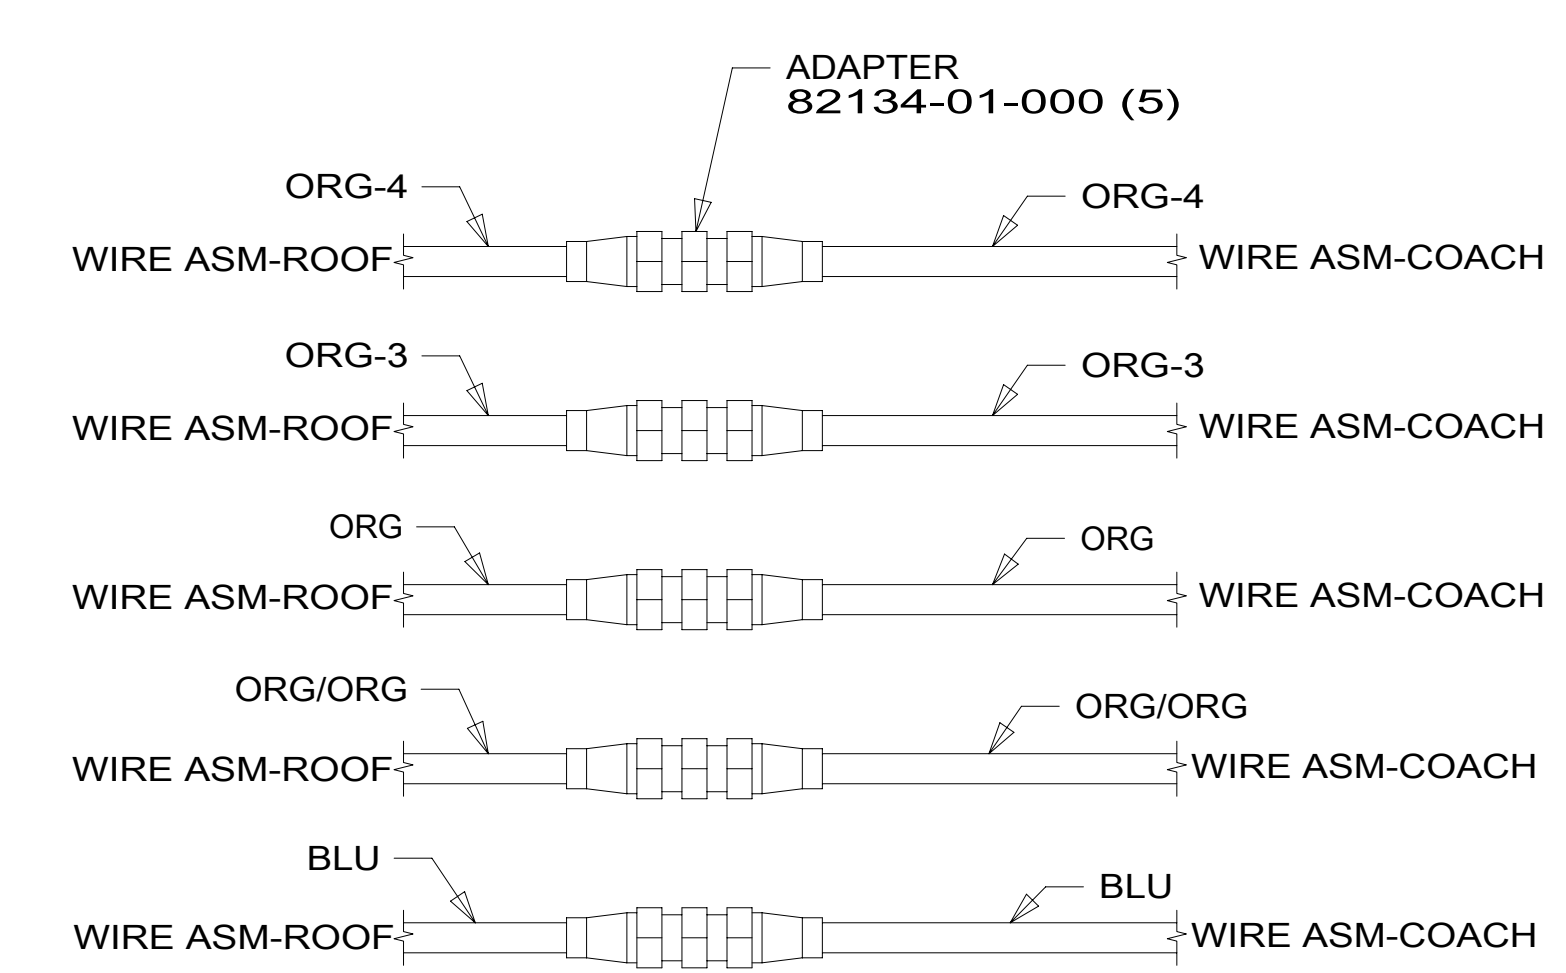 ADAPTER
82134-01-000 (5)
ORG-4
ORG-4
WIRE ASM-ROOF
WIRE ASM-COACH
ORG-3
ORG-3
WIRE ASM-ROOF
WIRE ASM-COACH
ORG
ORG
WIRE ASM-ROOF
WIRE ASM-COACH
ORG/ORG
ORG/ORG
WIRE ASM-ROOF
WIRE ASM-COACH
BLU
BLU
WIRE ASM-ROOF
WIRE ASM-COACH